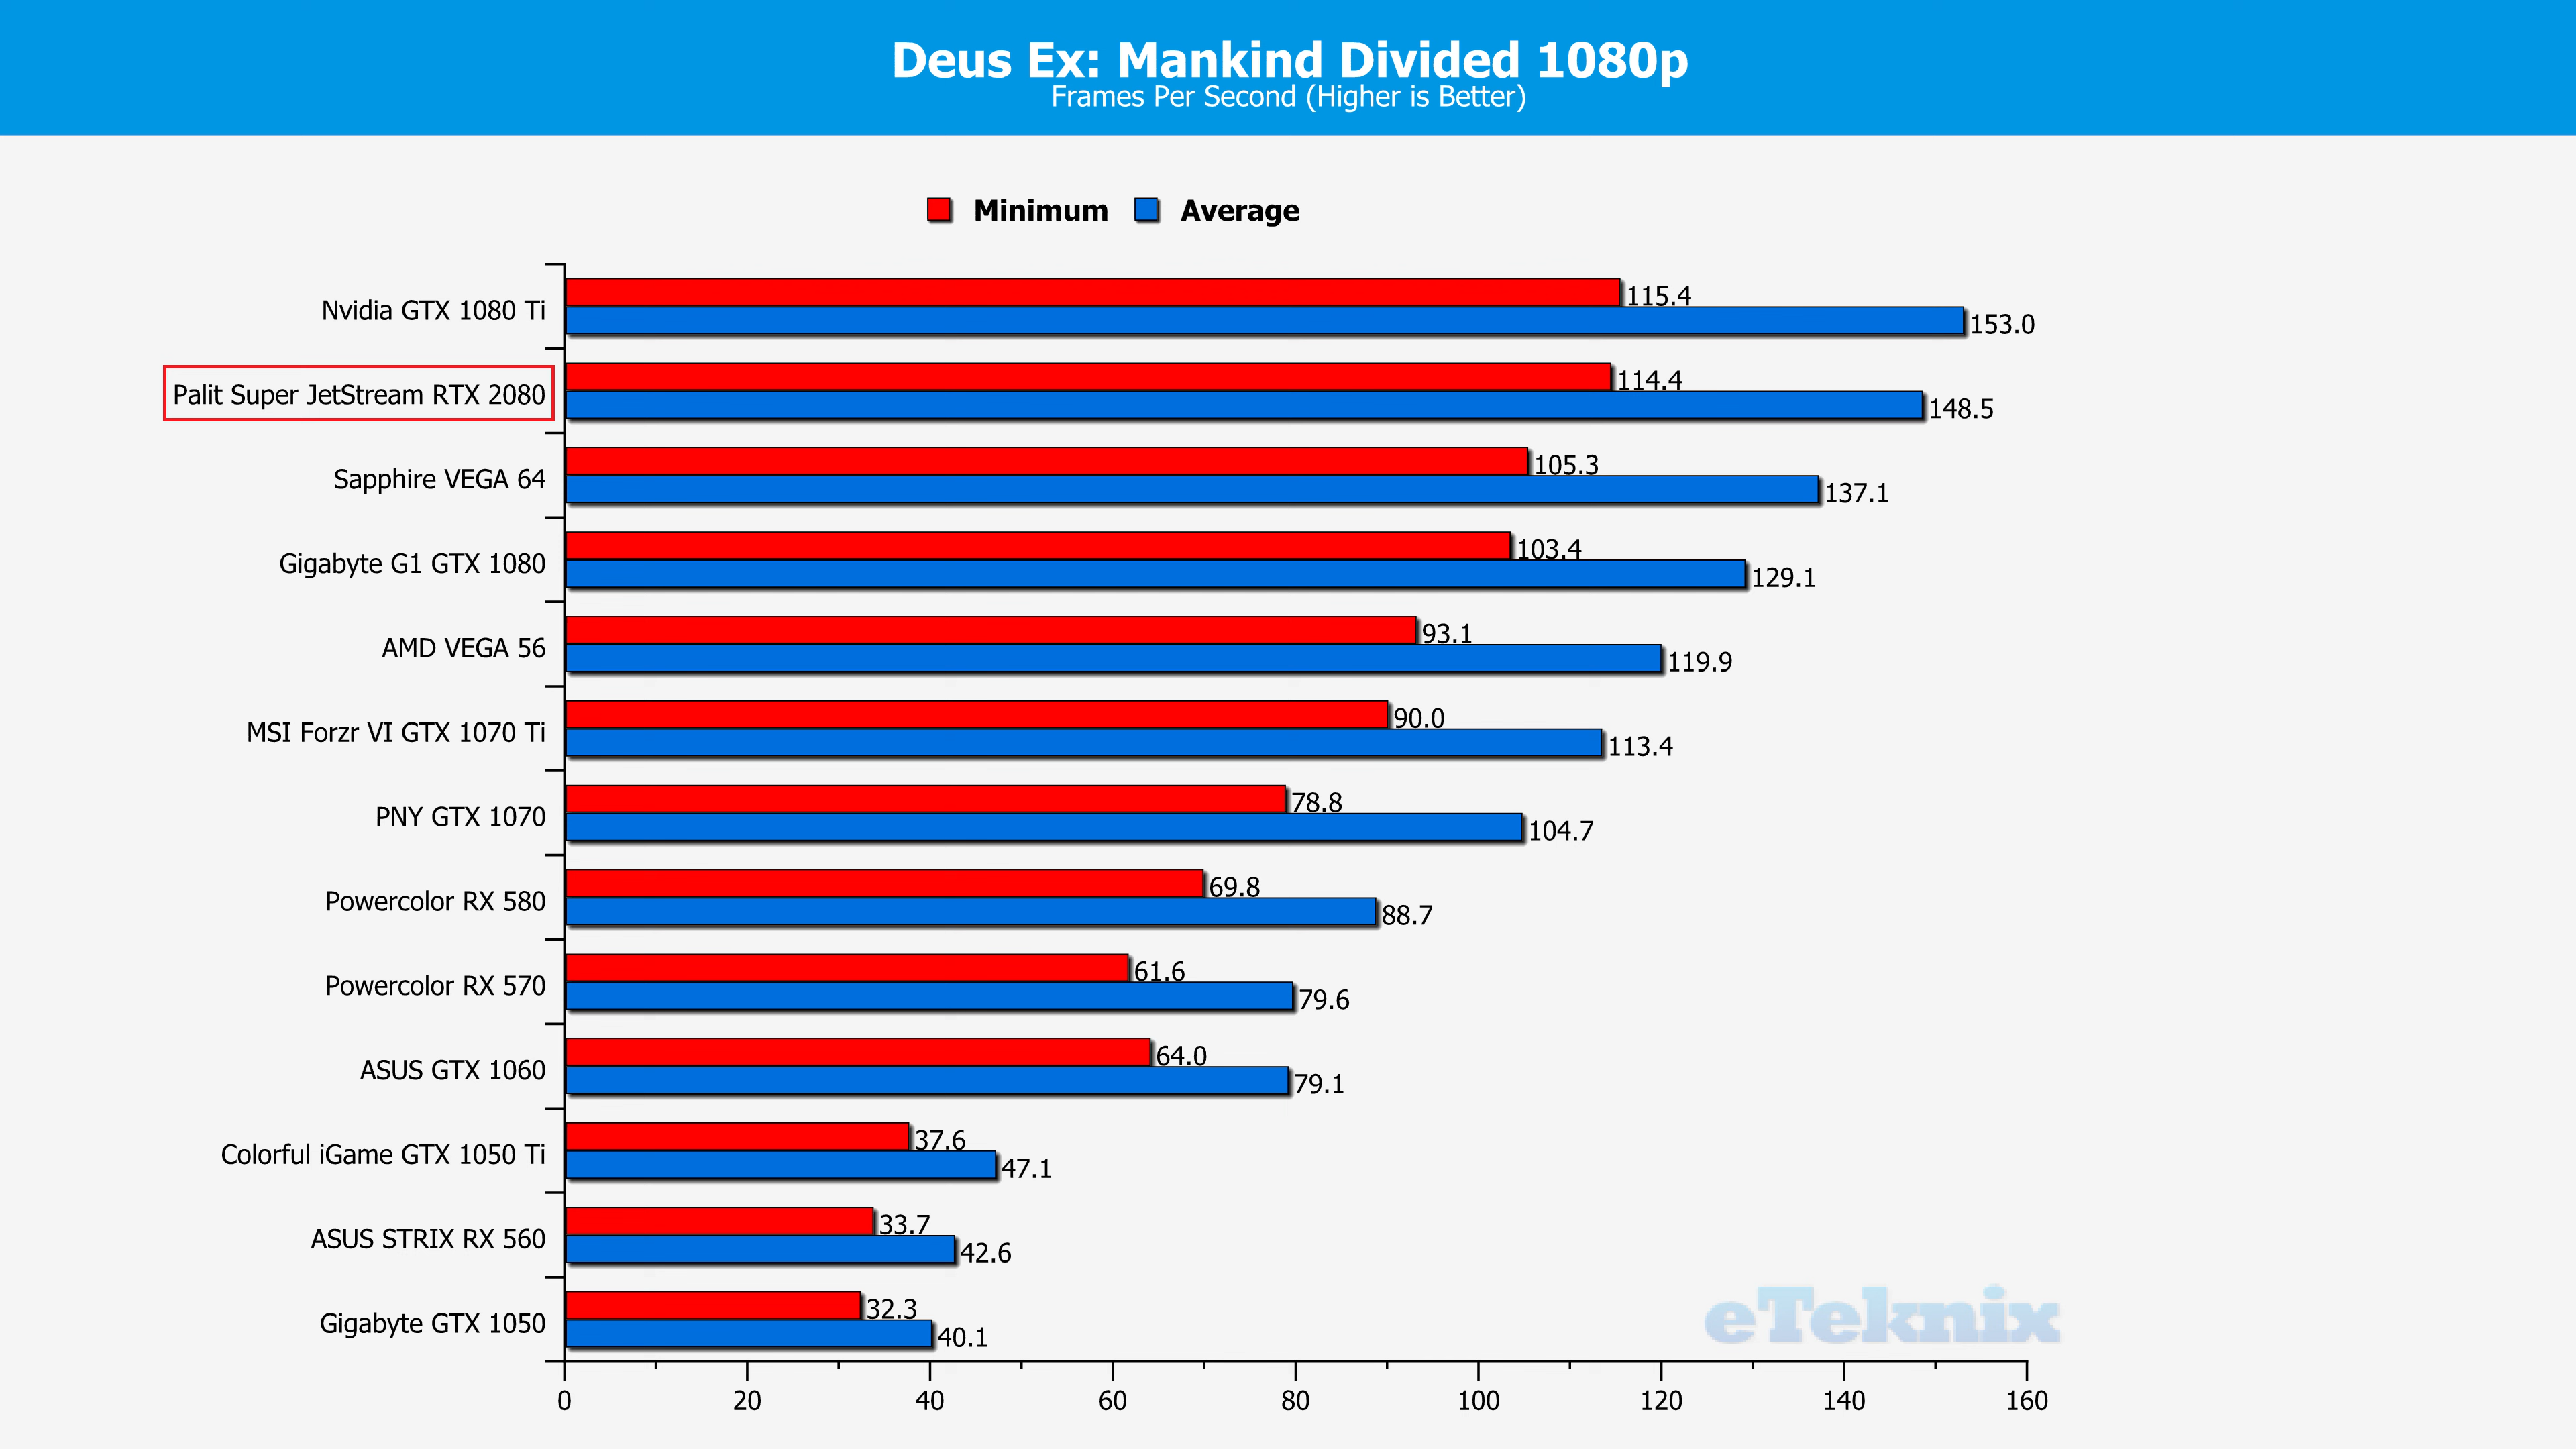 Deus Ex: Mankind Divided 1080p
Frames Per Second (Higher is Better)
Minimum Average
Nvidia GTX 1080 Ti 115.4 153.0
Palit Super JetStream RTX 2080 114.4 148.5
Sapphire VEGA 64 105.3 137.1
Gigabyte G1 GTX 1080 103.4 129.1
AMD VEGA 56 93.1 119.9
MSI Forzr VI GTX 1070 Ti 90.0 113.4
PNY GTX 1070 78.8 104.7
Powercolor RX 580 69.8 88.7
Powercolor RX 570 61.6 79.6
ASUS GTX 1060 64.0 79.1
Colorful iGame GTX 1050 Ti 37.6 47.1
ASUS STRIX RX 560 33.7 42.6
Gigabyte GTX 1050 32.3 40.1
eTeknix
0 20 40 60 80 100 120 140 160